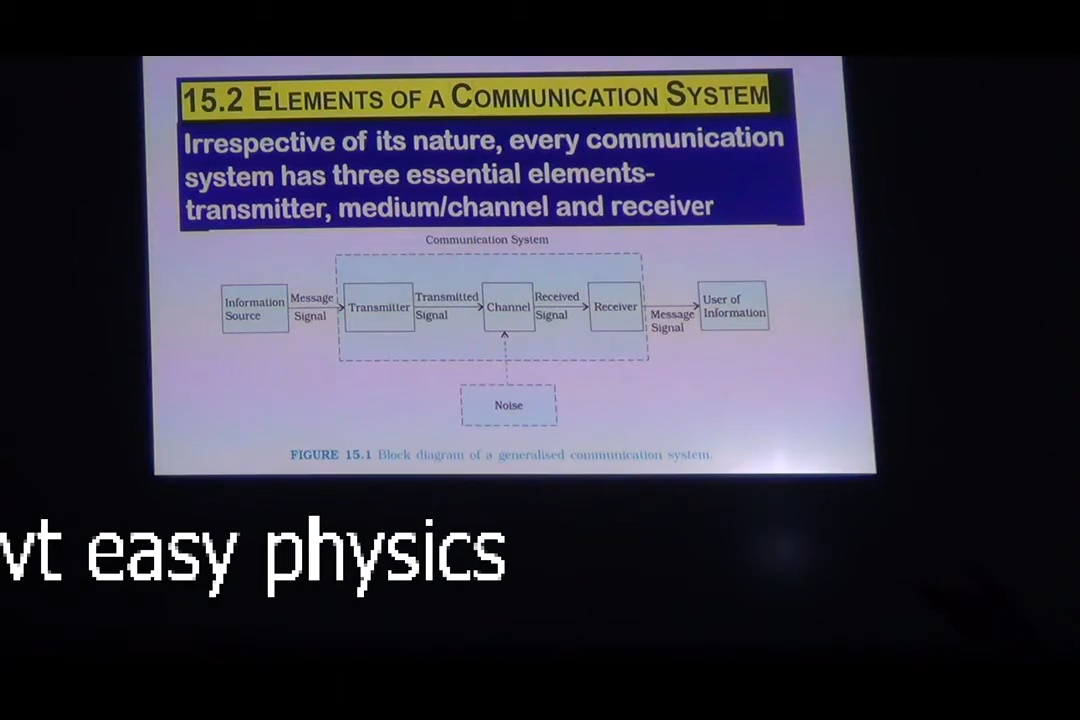 15.2 ELEMENTS OF A COMMUNICATION SYSTEM
Irrespective of its nature, every communication
system has three essential elements-
transmitter, medium/channel and receiver
Communication System
Information
Source
Message
Signal
Transmitter
Transmitted
Signal
Channel
Received
Signal
Receiver
Message
Signal
User of
Information
Noise
FIGURE 15.1 Block diagram of a generalised communication system.
vt easy physics